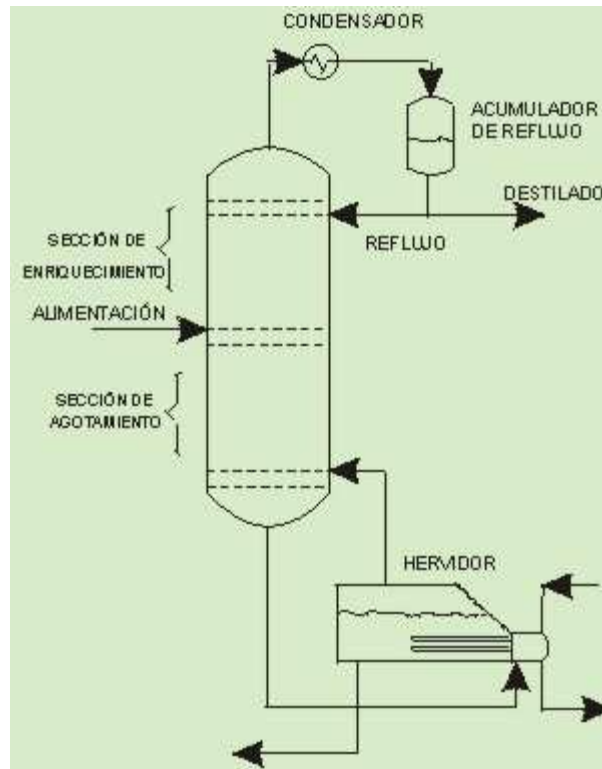 CONDENSADOR
ACUMULADOR
DE REFLUJO
DESTILADO
REFLUJO
SECCIÓN DE
ENRIQUECIMIENTO
ALIMENTACIÓN
SECCIÓN DE
AGOTAMIENTO
HERVIDOR